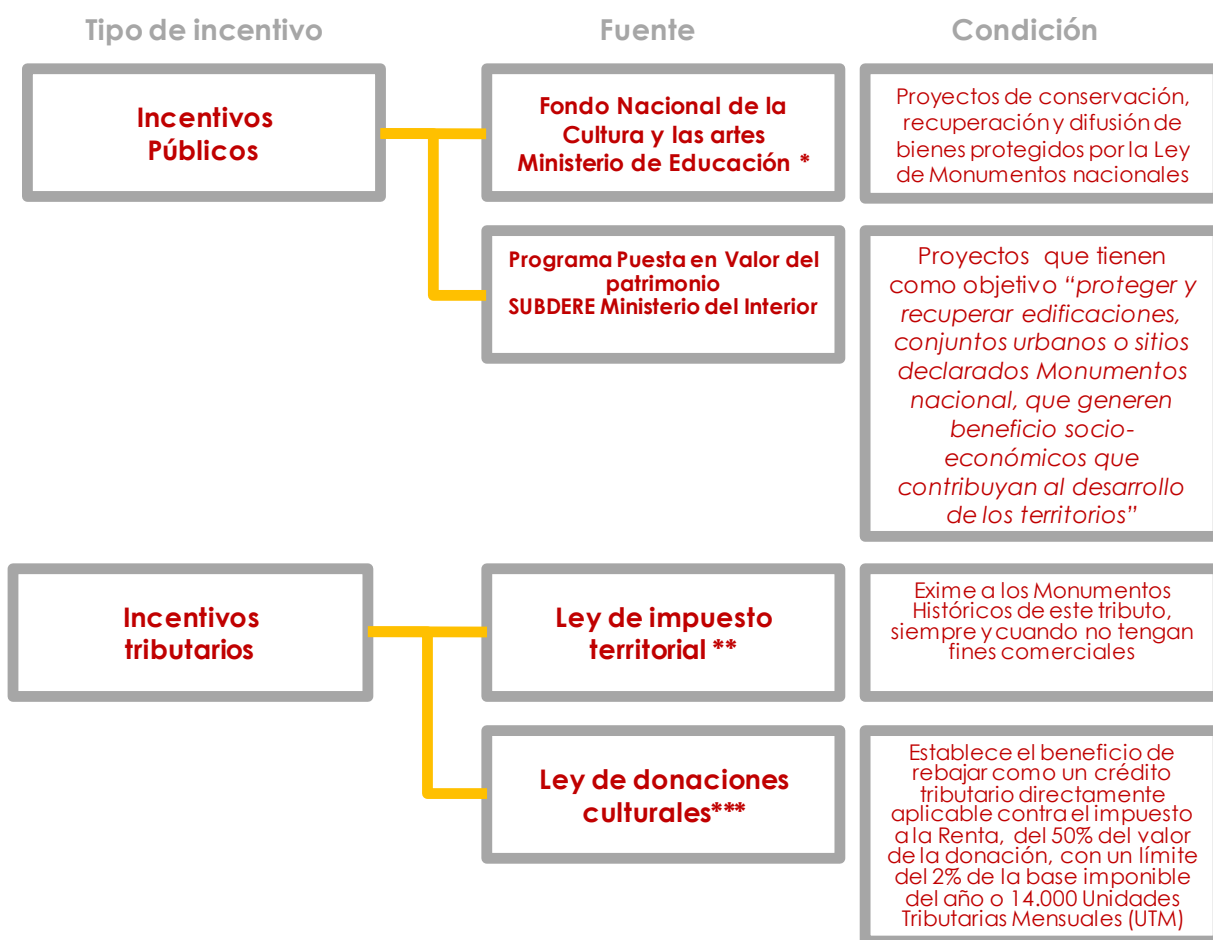 Tipo de incentivo
Fuente
Condición
Incentivos
Públicos
Fondo Nacional de la
Cultura y las artes
Ministerio de Educación *
Proyectos de conservación,
recuperación y difusión de
bienes protegidos por la Ley
de Monumentos nacionales
Programa Puesta en Valor del
patrimonio
SUBDERE Ministerio del Interior
Proyectos que tienen
como objetivo “proteger y
recuperar edificaciones,
conjuntos urbanos o sitios
declarados Monumentos
nacional, que generen
beneficio socio-
económicos que
contribuyan al desarrollo
de los territorios”
Incentivos
tributarios
Ley de impuesto
territorial **
Exime a los Monumentos
Históricos de este tributo,
siempre y cuando no tengan
fines comerciales
Ley de donaciones
culturales***
Establece el beneficio de
rebajar como un crédito
tributario directamente
aplicable contra el impuesto
a la Renta, del 50% del valor
de la donación, con un límite
del 2% de la base imponible
del año o 14.000 Unidades
Tributarias Mensuales (UTM)